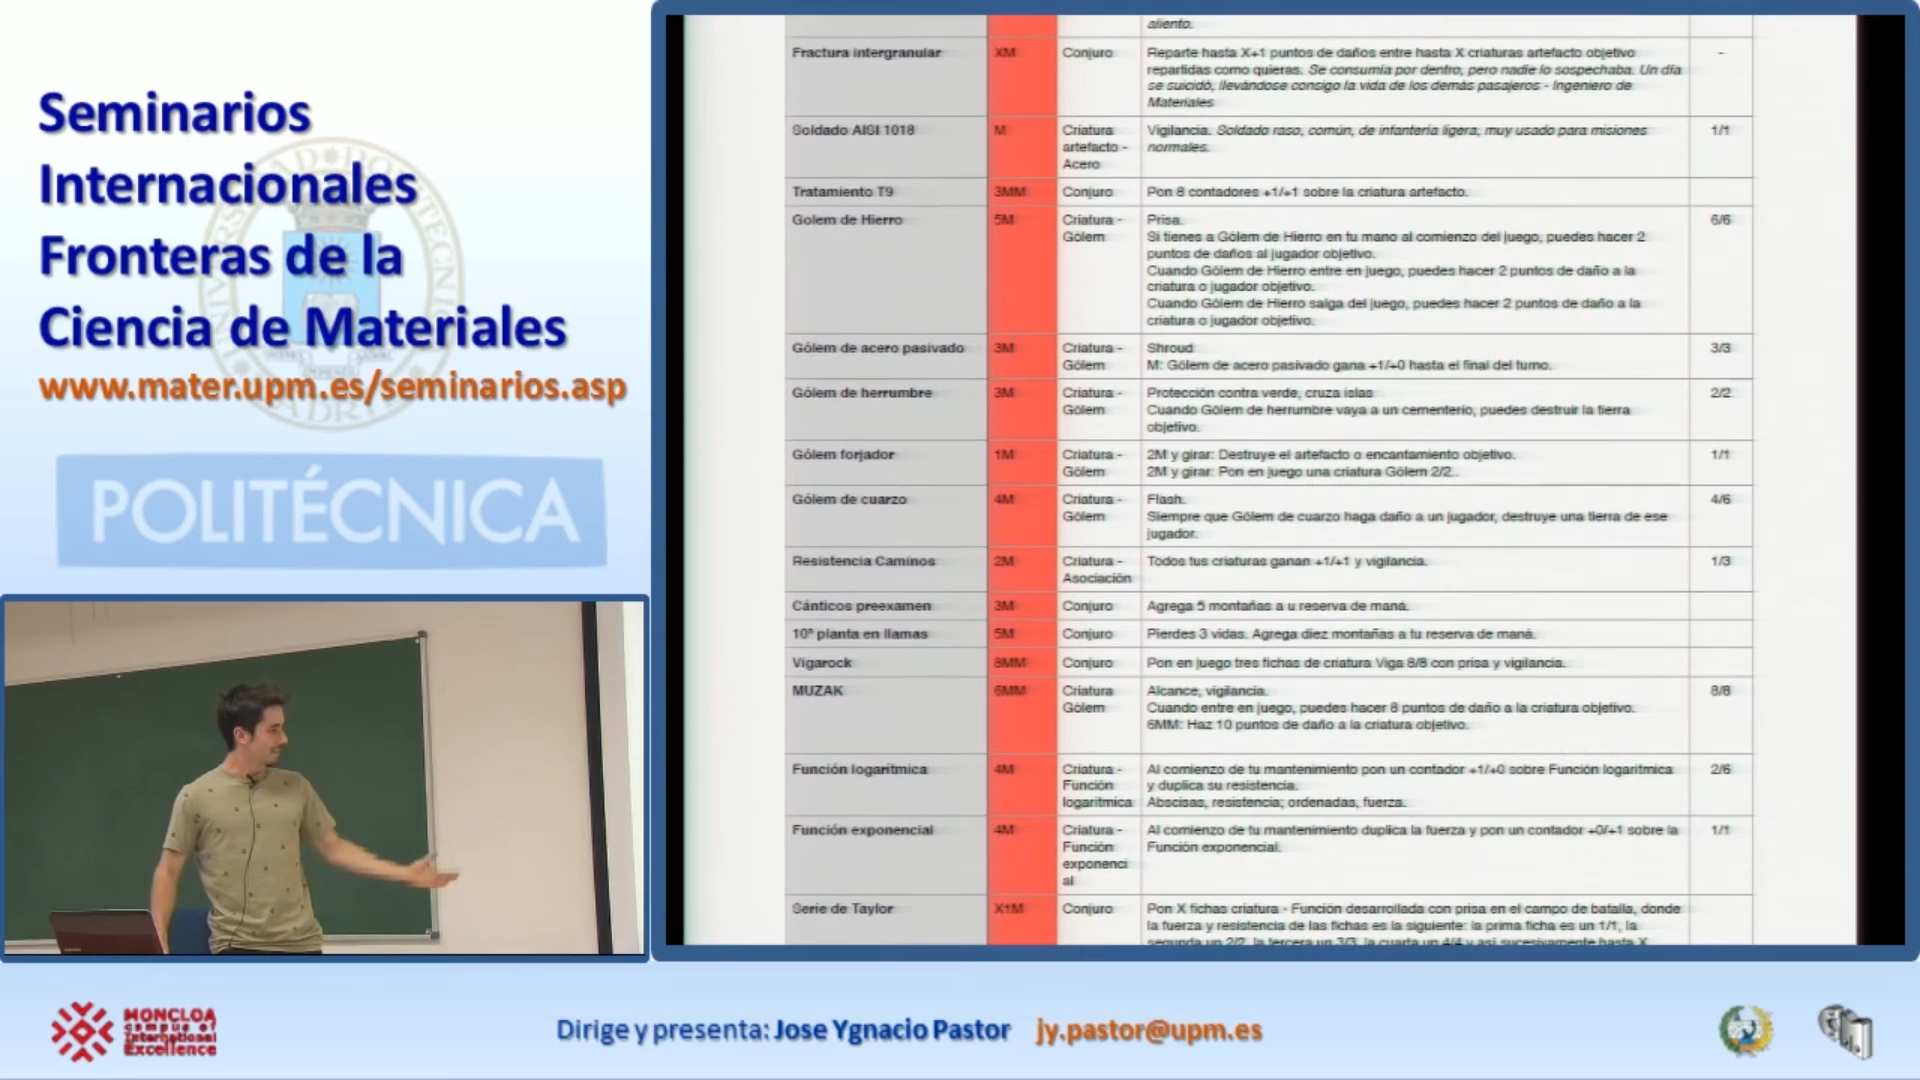 Seminarios
Internacionales
Fronteras de la
Ciencia de Materiales
www.mater.upm.es/seminarios.asp
POLITÉCNICA
aliento.
Fractura intergranular XM Conjuro Reparte hasta X+1 puntos de daños entre hasta X criaturas artefacto objetivo -
repartidas como quieras. Se consumía por dentro, pero nadie lo sospechaba. Un día
se suicidó, llevándose consigo la vida de los demás pasajeros - Ingeniero de
Materiales
Soldado AISI 1018 M Criatura Vigilancia. Soldado raso, común, de infantería ligera, muy usado para misiones 1/1
artefacto - normales.
Acero
Tratamiento T9 3MM Conjuro Pon 8 contadores +1/+1 sobre la criatura artefacto.
Golem de Hierro 5M Criatura - Prisa. 6/6
Gólem Si tienes a Gólem de Hierro en tu mano al comienzo del juego, puedes hacer 2
puntos de daños al jugador objetivo.
Cuando Gólem de Hierro entre en juego, puedes hacer 2 puntos de daño a la
criatura o jugador objetivo.
Cuando Gólem de Hierro salga del juego, puedes hacer 2 puntos de daño a la
criatura o jugador objetivo.
Gólem de acero pasivado 3M Criatura - Shroud 3/3
Gólem M: Gólem de acero pasivado gana +1/+0 hasta el final del turno.
Gólem de herrumbre 3M Criatura - Protección contra verde, cruza islas 2/2
Gólem Cuando Gólem de herrumbre vaya a un cementerio, puedes destruir la tierra
objetivo.
Gólem forjador 1M Criatura - 2M y girar: Destruye el artefacto o encantamiento objetivo. 1/1
Gólem 2M y girar: Pon en juego una criatura Gólem 2/2.
Gólem de cuarzo 4M Criatura - Flash. 4/6
Gólem Siempre que Gólem de cuarzo haga daño a un jugador, destruye una tierra de ese
jugador.
Resistencia Caminos 2M Criatura - Todos tus criaturas ganan +1/+1 y vigilancia. 1/3
Asociación
Cánticos preexamen 3M Conjuro Agrega 5 montañas a u reserva de maná.
10ª planta en llamas 5M Conjuro Pierdes 3 vidas. Agrega diez montañas a tu reserva de maná.
Vigarock 8MM Conjuro Pon en juego tres fichas de criatura Viga 8/8 con prisa y vigilancia.
MUZAK 6MM Criatura Alcance, vigilancia. 8/8
Gólem Cuando entre en juego, puedes hacer 8 puntos de daño a la criatura objetivo.
6MM: Haz 10 puntos de daño a la criatura objetivo.
Función logarítmica 4M Criatura - Al comienzo de tu mantenimiento pon un contador +1/+0 sobre Función logarítmica 2/6
Función y duplica su resistencia.
logarítmica Abscisas, resistencia; ordenadas, fuerza.
Función exponencial 4M Criatura - Al comienzo de tu mantenimiento duplica la fuerza y pon un contador +0/+1 sobre la 1/1
Función Función exponencial.
exponenci
al
Serie de Taylor X1M Conjuro Pon X fichas criatura - Función desarrollada con prisa en el campo de batalla, donde
la fuerza y resistencia de las fichas es la siguiente: la prima ficha es un 1/1, la
segunda un 2/2, la tercera un 3/3, la cuarta un 4/4 y así sucesivamente hasta X
MONCLOA
campus of
International
Excellence
Dirige y presenta: Jose Ygnacio Pastor jy.pastor@upm.es